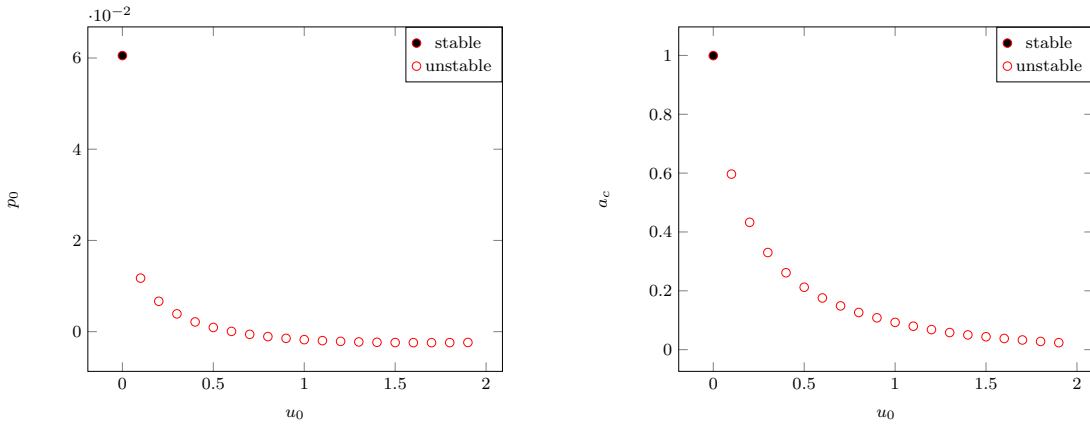 ·10⁻²
6
4
2
0
p₀
0 0.5 1 1.5 2
u₀
stable
unstable
1
0.8
0.6
0.4
0.2
0
a_c
0 0.5 1 1.5 2
u₀
stable
unstable